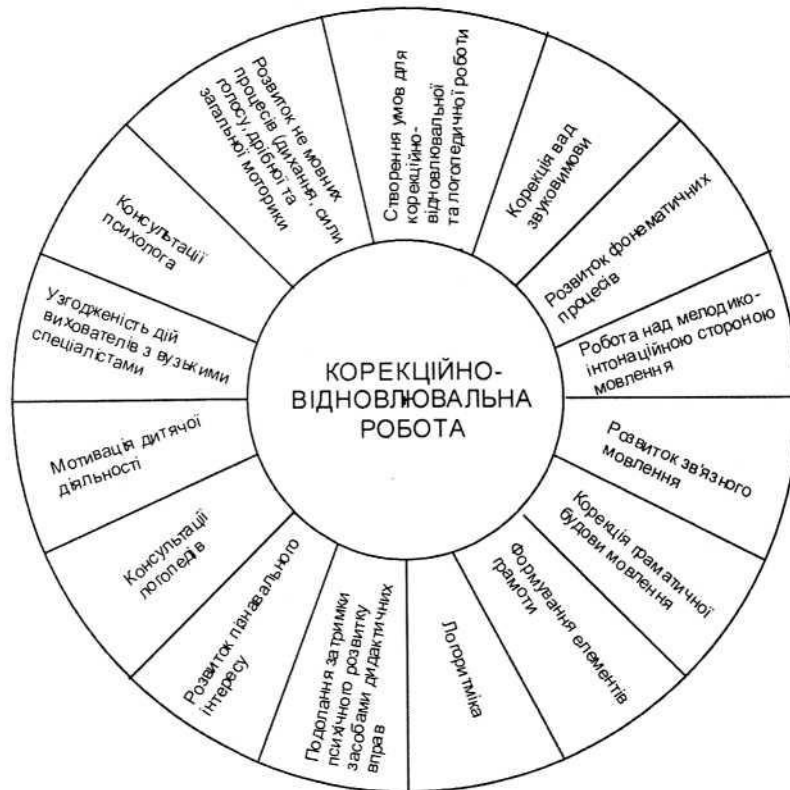 КОРЕКЦІЙНО-
ВІДНОВЛЮВАЛЬНА
РОБОТА
Створення умов для
корекційно-
відновлювальної
та логопедичної роботи
Корекція вад
звуковимови
Розвиток фонематичних
процесів
Робота над мелодико-
інтонаційною стороною
мовлення
Розвиток зв'язного
мовлення
Корекція граматичної
будови мовлення
Формування елементів
грамоти
Логоритміка
Подолання затримки
психічного розвитку
засобами дидактичних
вправ
Розвиток пізнавального
інтересу
Консультації
логопедів
Мотивація дитячої
діяльності
Узгодженість дій
вихователів з вузькими
спеціалістами
Консультації
психолога
Розвиток не мовних
процесів (дихання, сили
голосу, дрібної та
загальної моторики